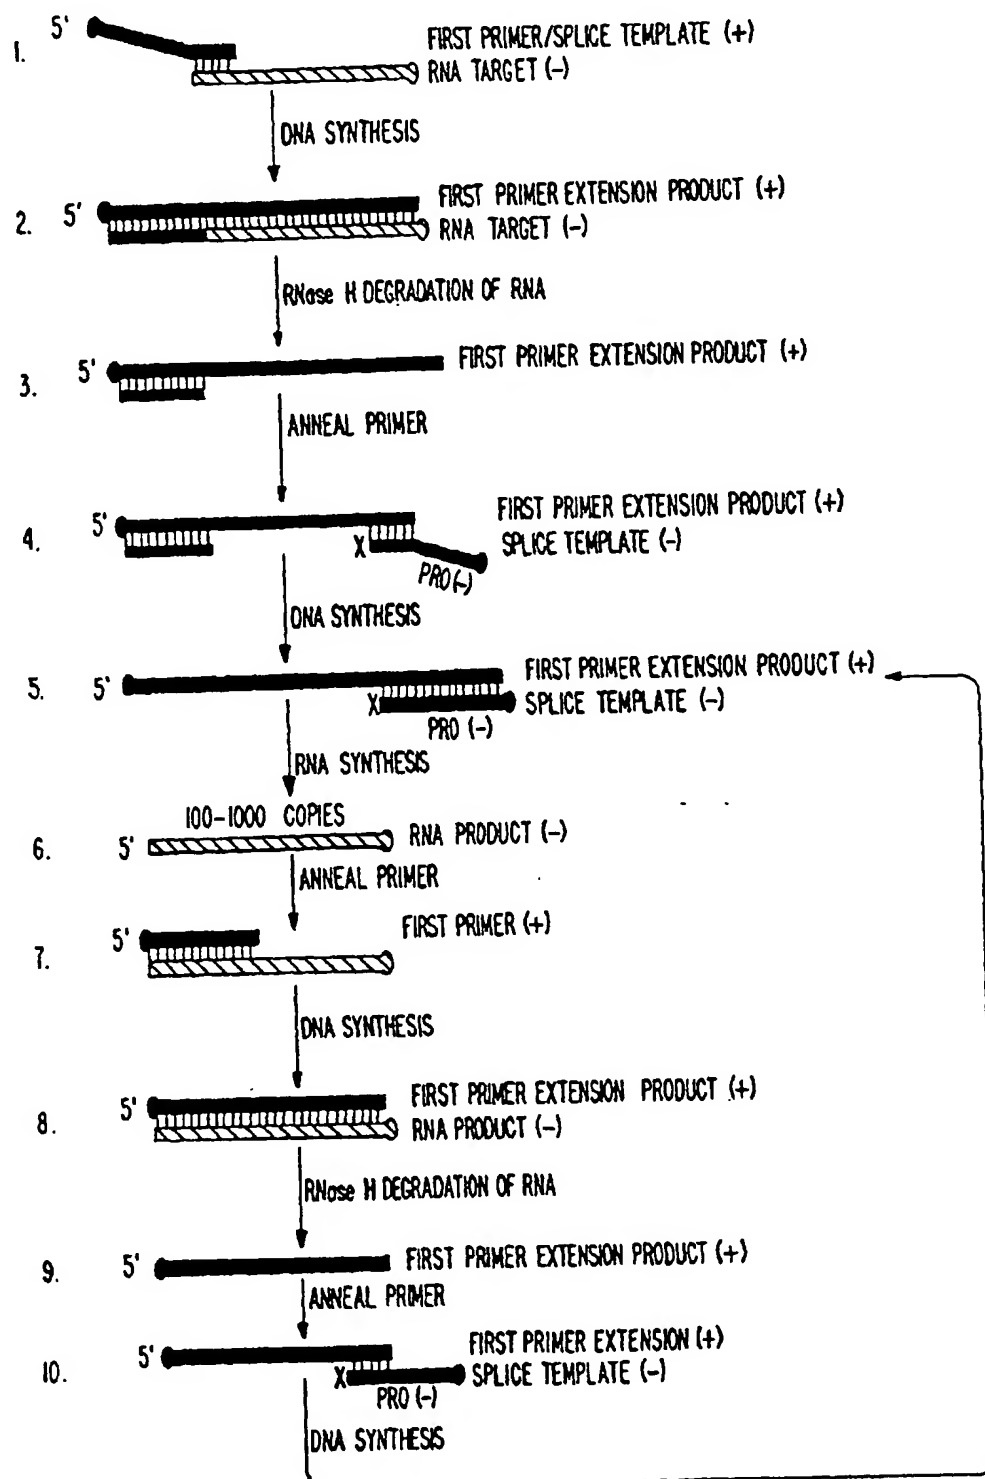 1. 5' FIRST PRIMER/SPLICE TEMPLATE (+)
RNA TARGET (-)
DNA SYNTHESIS
2. 5' FIRST PRIMER EXTENSION PRODUCT (+)
RNA TARGET (-)
RNase H DEGRADATION OF RNA
3. 5' FIRST PRIMER EXTENSION PRODUCT (+)
ANNEAL PRIMER
4. 5' FIRST PRIMER EXTENSION PRODUCT (+)
X SPLICE TEMPLATE (-)
PRO (-)
DNA SYNTHESIS
5. 5' FIRST PRIMER EXTENSION PRODUCT (+)
X SPLICE TEMPLATE (-)
PRO (-)
RNA SYNTHESIS
100-1000 COPIES
6. 5' RNA PRODUCT (-)
ANNEAL PRIMER
7. 5' FIRST PRIMER (+)
DNA SYNTHESIS
8. 5' FIRST PRIMER EXTENSION PRODUCT (+)
RNA PRODUCT (-)
RNase H DEGRADATION OF RNA
9. 5' FIRST PRIMER EXTENSION PRODUCT (+)
ANNEAL PRIMER
10. 5' FIRST PRIMER EXTENSION (+)
X SPLICE TEMPLATE (-)
PRO (-)
DNA SYNTHESIS